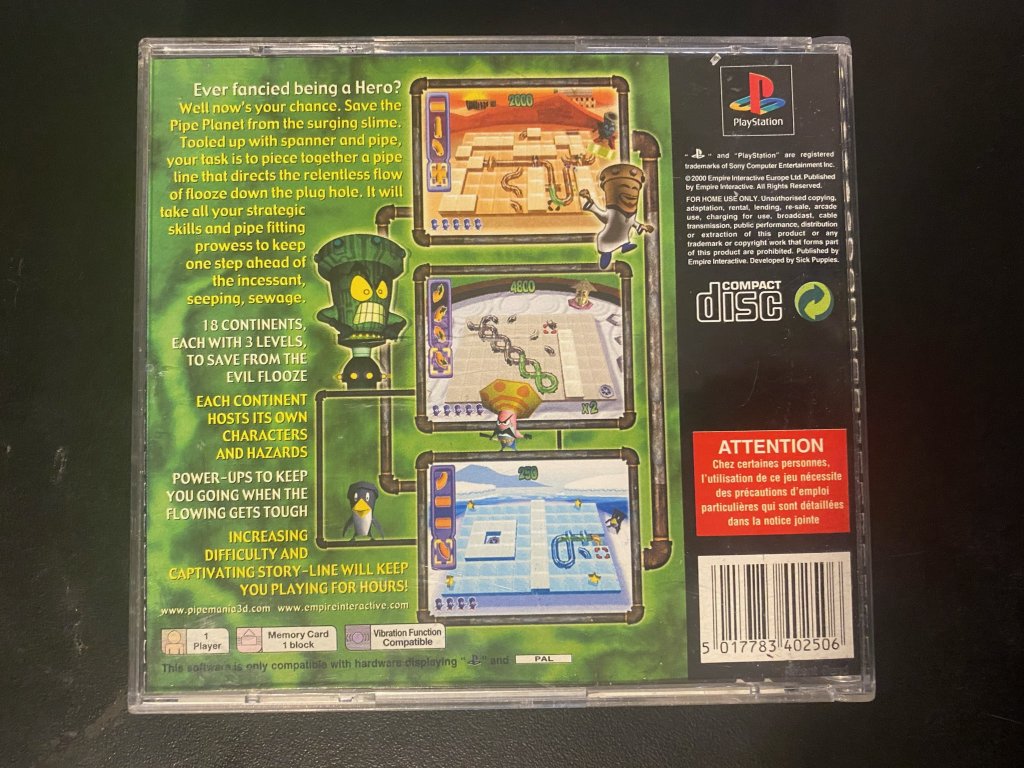 Ever fancied being a Hero?
Well now's your chance. Save the
Pipe Planet from the surging slime.
Tooled up with spanner and pipe,
your task is to piece together a pipe
line that directs the relentless flow
of flooze down the plug hole. It will
take all your strategic
skills and pipe fitting
prowess to keep
one step ahead of
the incessant,
seeping, sewage.
18 CONTINENTS,
EACH WITH 3 LEVELS,
TO SAVE FROM THE
EVIL FLOOZE
EACH CONTINENT
HOSTS ITS OWN
CHARACTERS
AND HAZARDS
POWER-UPS TO KEEP
YOU GOING WHEN THE
FLOWING GETS TOUGH
INCREASING
DIFFICULTY AND
CAPTIVATING STORY-LINE WILL KEEP
YOU PLAYING FOR HOURS!
www.pipemania3d.com www.empireinteractive.com
1
Player
Memory Card
1 block
Vibration Function
Compatible
This software is only compatible with hardware displaying " " and PAL
2000
4800
x2
250
PlayStation
" " and "PlayStation" are registered
trademarks of Sony Computer Entertainment Inc.
©2000 Empire Interactive Europe Ltd. Published
by Empire Interactive. All Rights Reserved.
FOR HOME USE ONLY. Unauthorised copying,
adaptation, rental, lending, re-sale, arcade
use, charging for use, broadcast, cable
transmission, public performance, distribution
or extraction of this product or any
trademark or copyright work that forms part
of this product are prohibited. Published by
Empire Interactive. Developed by Sick Puppies.
COMPACT
disc
ATTENTION
Chez certaines personnes,
l'utilisation de ce jeu nécessite
des précautions d'emploi
particulières qui sont détaillées
dans la notice jointe
5 017783 402506